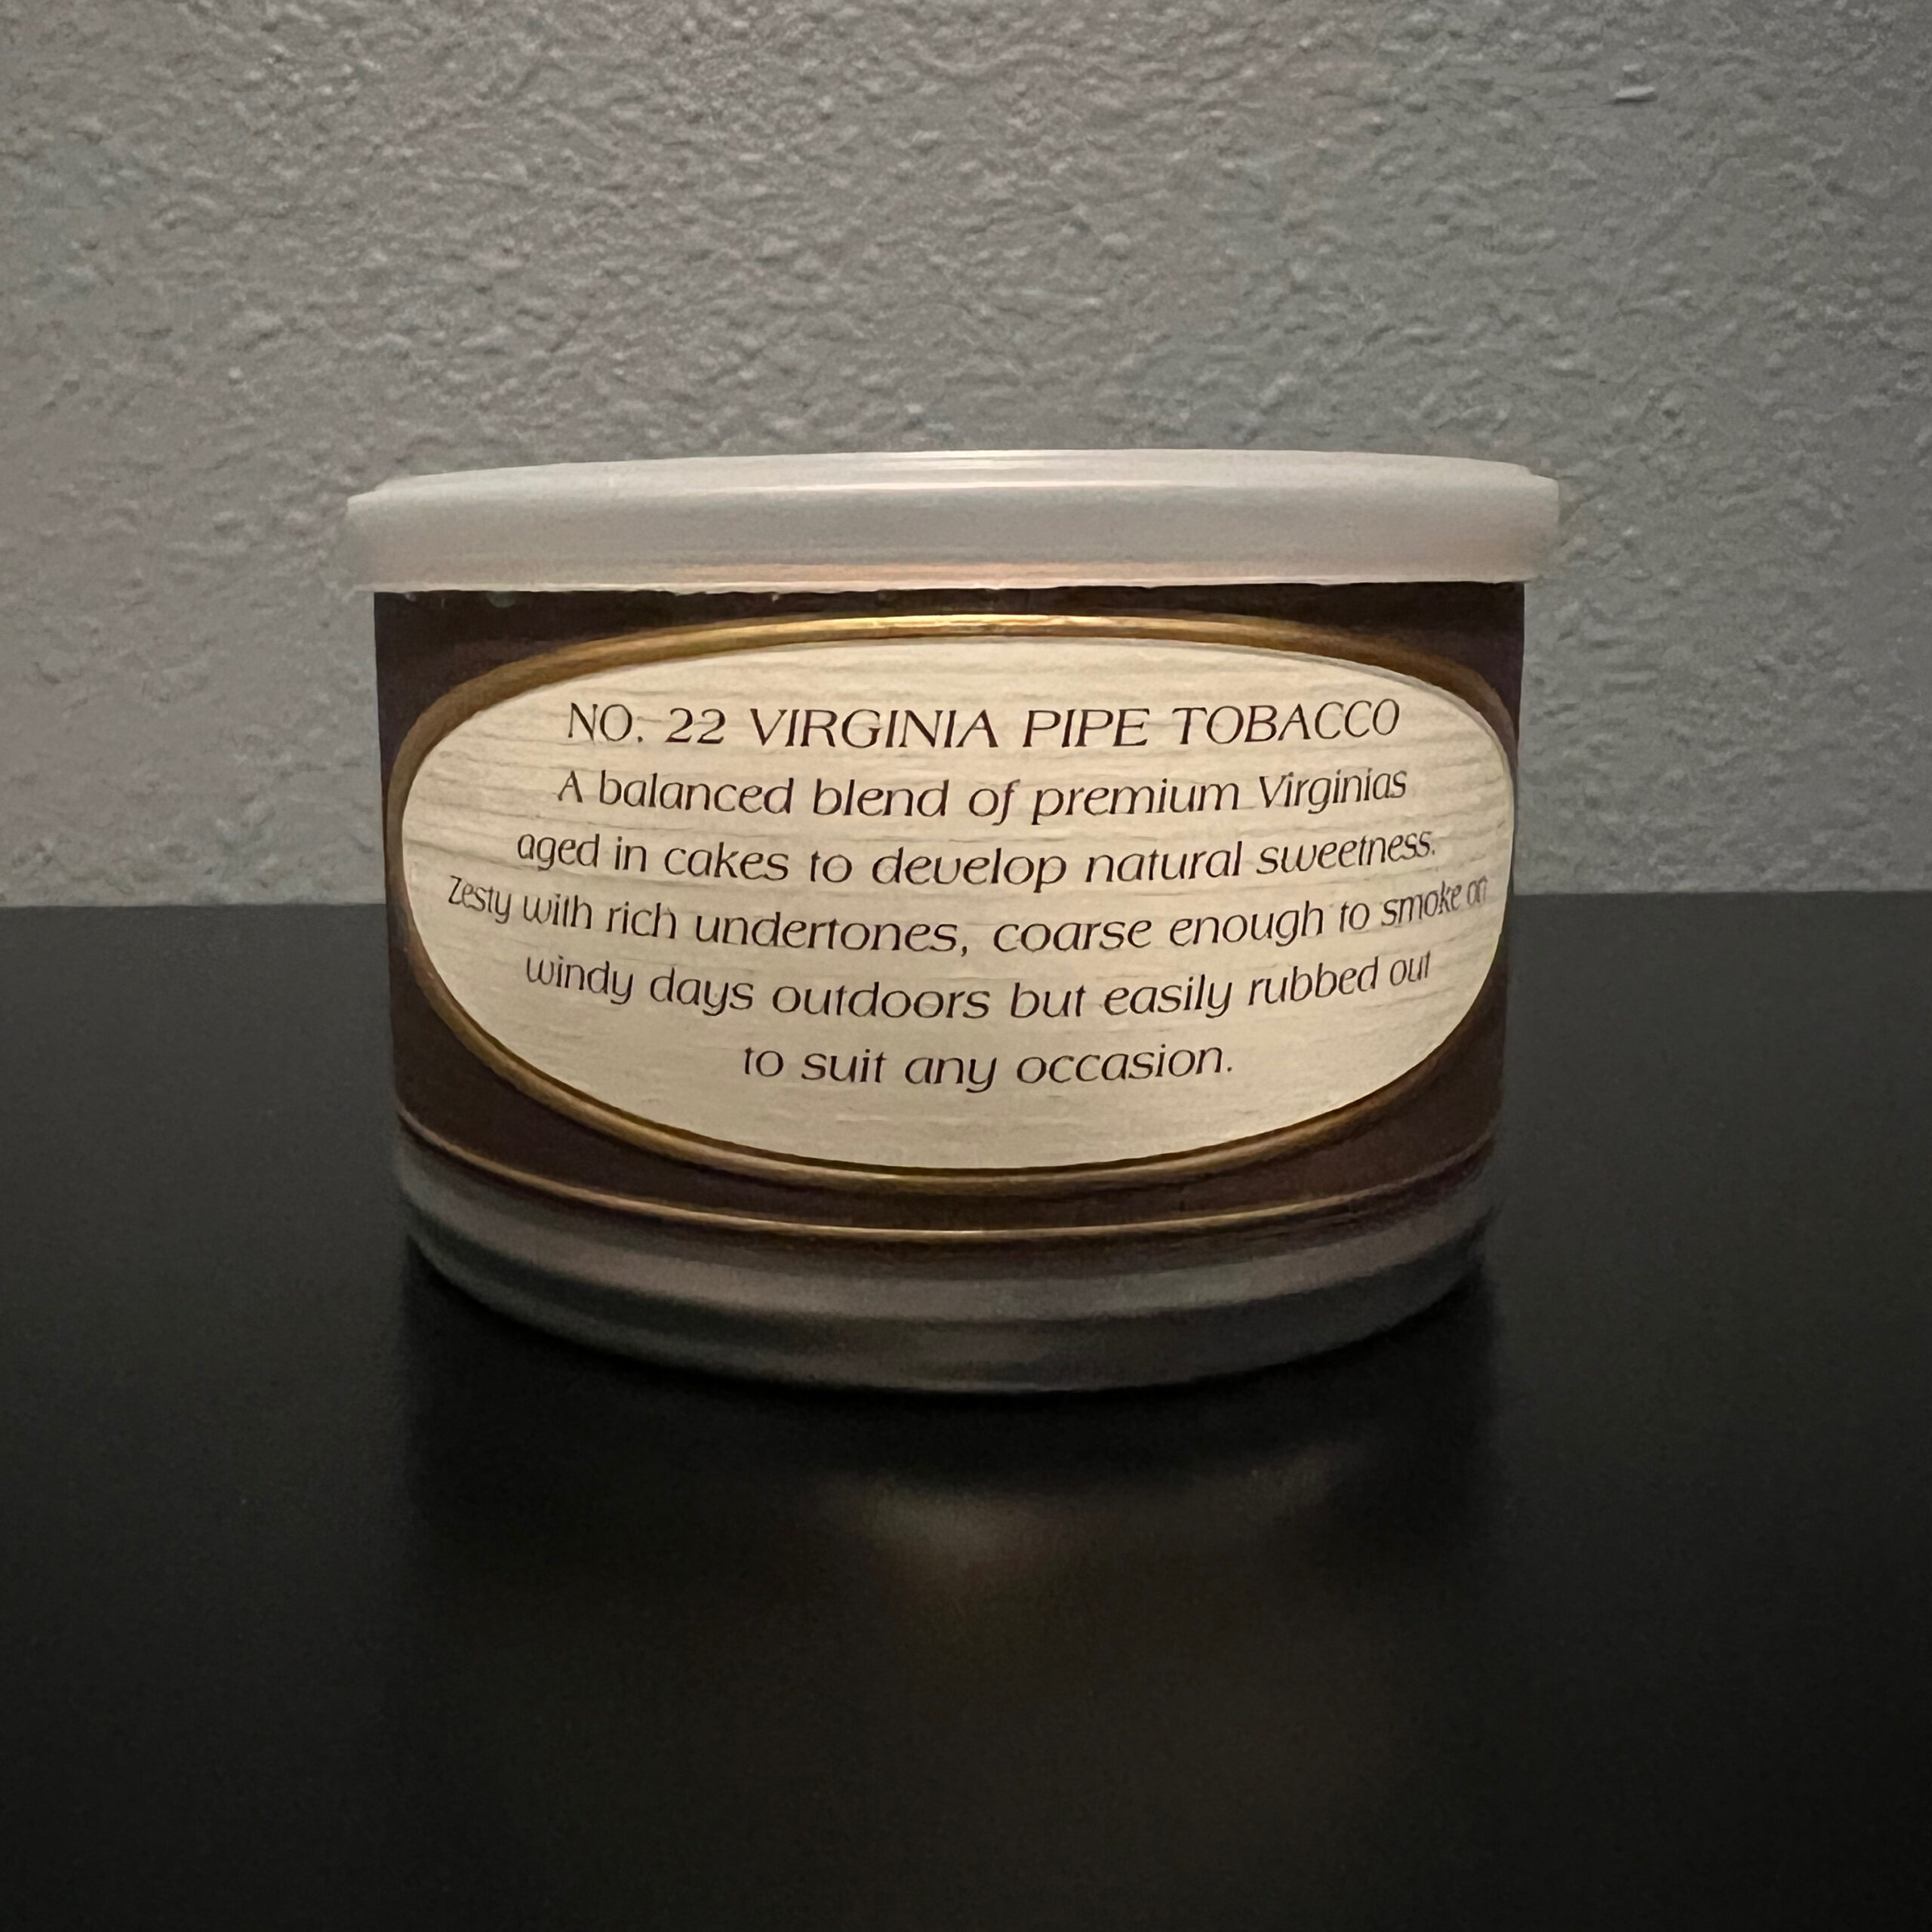 NO. 22 VIRGINIA PIPE TOBACCO
A balanced blend of premium Virginias
aged in cakes to develop natural sweetness.
Zesty with rich undertones, coarse enough to smoke on
windy days outdoors but easily rubbed out
to suit any occasion.